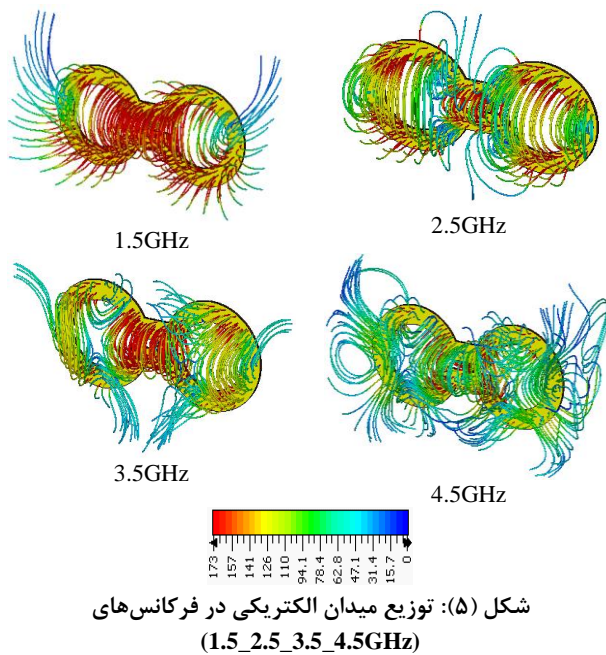 1.5GHz
2.5GHz
3.5GHz
4.5GHz
173 157 141 126 110 94.1 78.4 62.8 47.1 31.4 15.7 0
شکل (۵): توزیع میدان الکتریکی در فرکانس‌های
(1.5_2.5_3.5_4.5GHz)